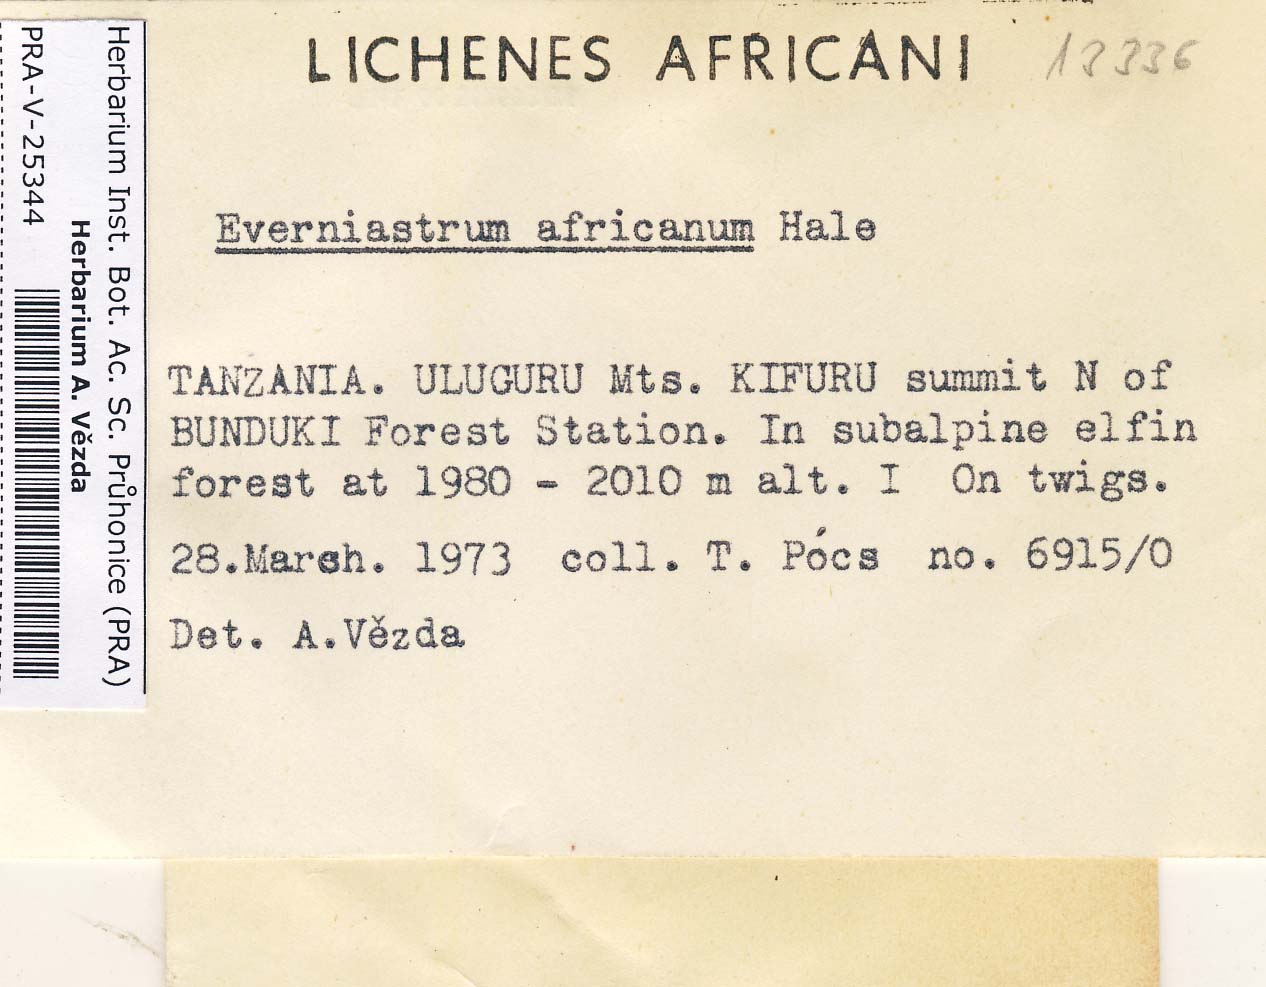 LICHENES AFRICANI 13336
Everniastrum africanum Hale
TANZANIA. ULUGURU Mts. KIFURU summit N of
BUNDUKI Forest Station. In subalpine elfin
forest at 1980 - 2010 m alt. I On twigs.
28.March. 1973 coll. T. Pócs no. 6915/0
Det. A.Vězda
Herbarium Inst. Bot. Ac. Sc. Průhonice (PRA)
Herbarium A. Vězda
PRA-V-25344